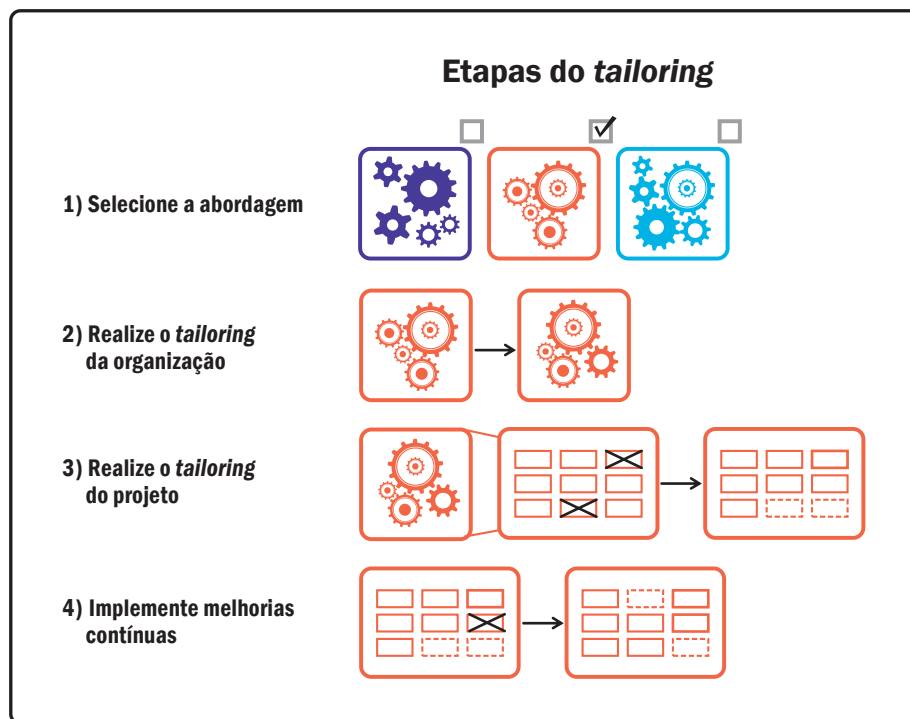 Etapas do tailoring
1) Selecione a abordagem
2) Realize o tailoring
da organização
3) Realize o tailoring
do projeto
4) Implemente melhorias
contínuas